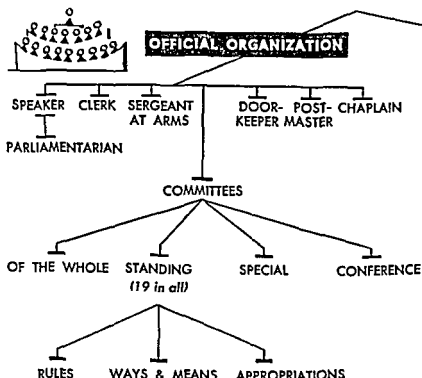 OFFICIAL ORGANIZATION
SPEAKER CLERK SERGEANT AT ARMS DOOR-KEEPER POST-MASTER CHAPLAIN
PARLIAMENTARIAN
COMMITTEES
OF THE WHOLE STANDING (19 in all) SPECIAL CONFERENCE
RULES WAYS & MEANS APPROPRIATIONS